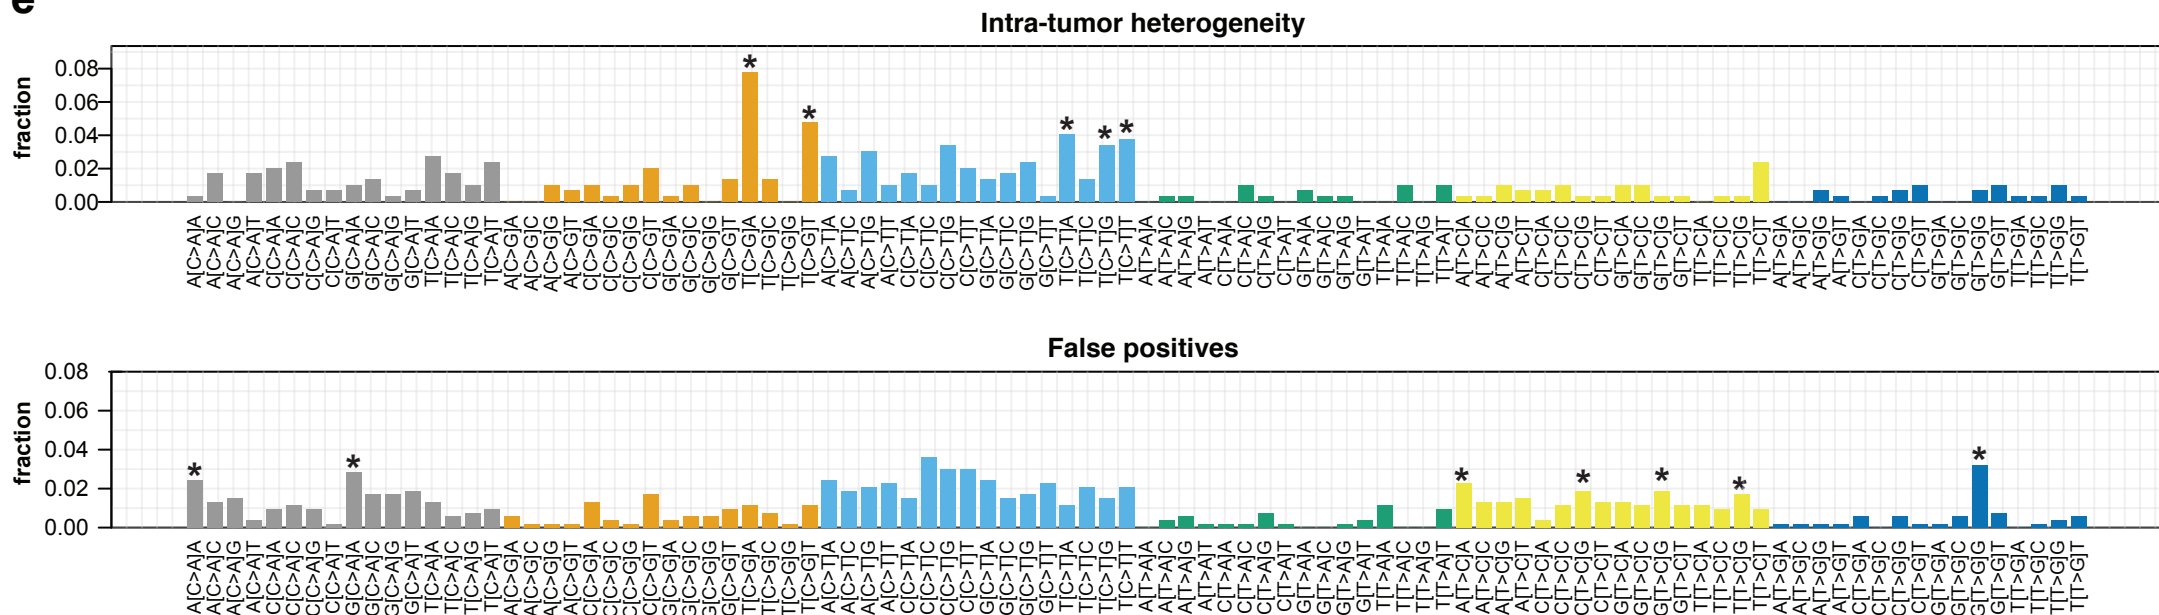 e
Intra-tumor heterogeneity
fraction
0.08
0.06
0.04
0.02
0.00
* * * * *
A[C>A]A A[C>A]C A[C>A]G A[C>A]T C[C>A]A C[C>A]C C[C>A]G C[C>A]T G[C>A]A G[C>A]C G[C>A]G G[C>A]T T[C>A]A T[C>A]C T[C>A]G T[C>A]T A[C>G]A A[C>G]C A[C>G]G A[C>G]T C[C>G]A C[C>G]C C[C>G]G C[C>G]T G[C>G]A G[C>G]C G[C>G]G G[C>G]T T[C>G]A T[C>G]C T[C>G]G T[C>G]T A[C>T]A A[C>T]C A[C>T]G A[C>T]T C[C>T]A C[C>T]C C[C>T]G C[C>T]T G[C>T]A G[C>T]C G[C>T]G G[C>T]T T[C>T]A T[C>T]C T[C>T]G T[C>T]T A[T>A]A A[T>A]C A[T>A]G A[T>A]T C[T>A]A C[T>A]C C[T>A]G C[T>A]T G[T>A]A G[T>A]C G[T>A]G G[T>A]T T[T>A]A T[T>A]C T[T>A]G T[T>A]T A[T>C]A A[T>C]C A[T>C]G A[T>C]T C[T>C]A C[T>C]C C[T>C]G C[T>C]T G[T>C]A G[T>C]C G[T>C]G G[T>C]T T[T>C]A T[T>C]C T[T>C]G T[T>C]T A[T>G]A A[T>G]C A[T>G]G A[T>G]T C[T>G]A C[T>G]C C[T>G]G C[T>G]T G[T>G]A G[T>G]C G[T>G]G G[T>G]T T[T>G]A T[T>G]C T[T>G]G T[T>G]T
False positives
fraction
0.08
0.06
0.04
0.02
0.00
* * * * * * *
A[C>A]A A[C>A]C A[C>A]G A[C>A]T C[C>A]A C[C>A]C C[C>A]G C[C>A]T G[C>A]A G[C>A]C G[C>A]G G[C>A]T T[C>A]A T[C>A]C T[C>A]G T[C>A]T A[C>G]A A[C>G]C A[C>G]G A[C>G]T C[C>G]A C[C>G]C C[C>G]G C[C>G]T G[C>G]A G[C>G]C G[C>G]G G[C>G]T T[C>G]A T[C>G]C T[C>G]G T[C>G]T A[C>T]A A[C>T]C A[C>T]G A[C>T]T C[C>T]A C[C>T]C C[C>T]G C[C>T]T G[C>T]A G[C>T]C G[C>T]G G[C>T]T T[C>T]A T[C>T]C T[C>T]G T[C>T]T A[T>A]A A[T>A]C A[T>A]G A[T>A]T C[T>A]A C[T>A]C C[T>A]G C[T>A]T G[T>A]A G[T>A]C G[T>A]G G[T>A]T T[T>A]A T[T>A]C T[T>A]G T[T>A]T A[T>C]A A[T>C]C A[T>C]G A[T>C]T C[T>C]A C[T>C]C C[T>C]G C[T>C]T G[T>C]A G[T>C]C G[T>C]G G[T>C]T T[T>C]A T[T>C]C T[T>C]G T[T>C]T A[T>G]A A[T>G]C A[T>G]G A[T>G]T C[T>G]A C[T>G]C C[T>G]G C[T>G]T G[T>G]A G[T>G]C G[T>G]G G[T>G]T T[T>G]A T[T>G]C T[T>G]G T[T>G]T